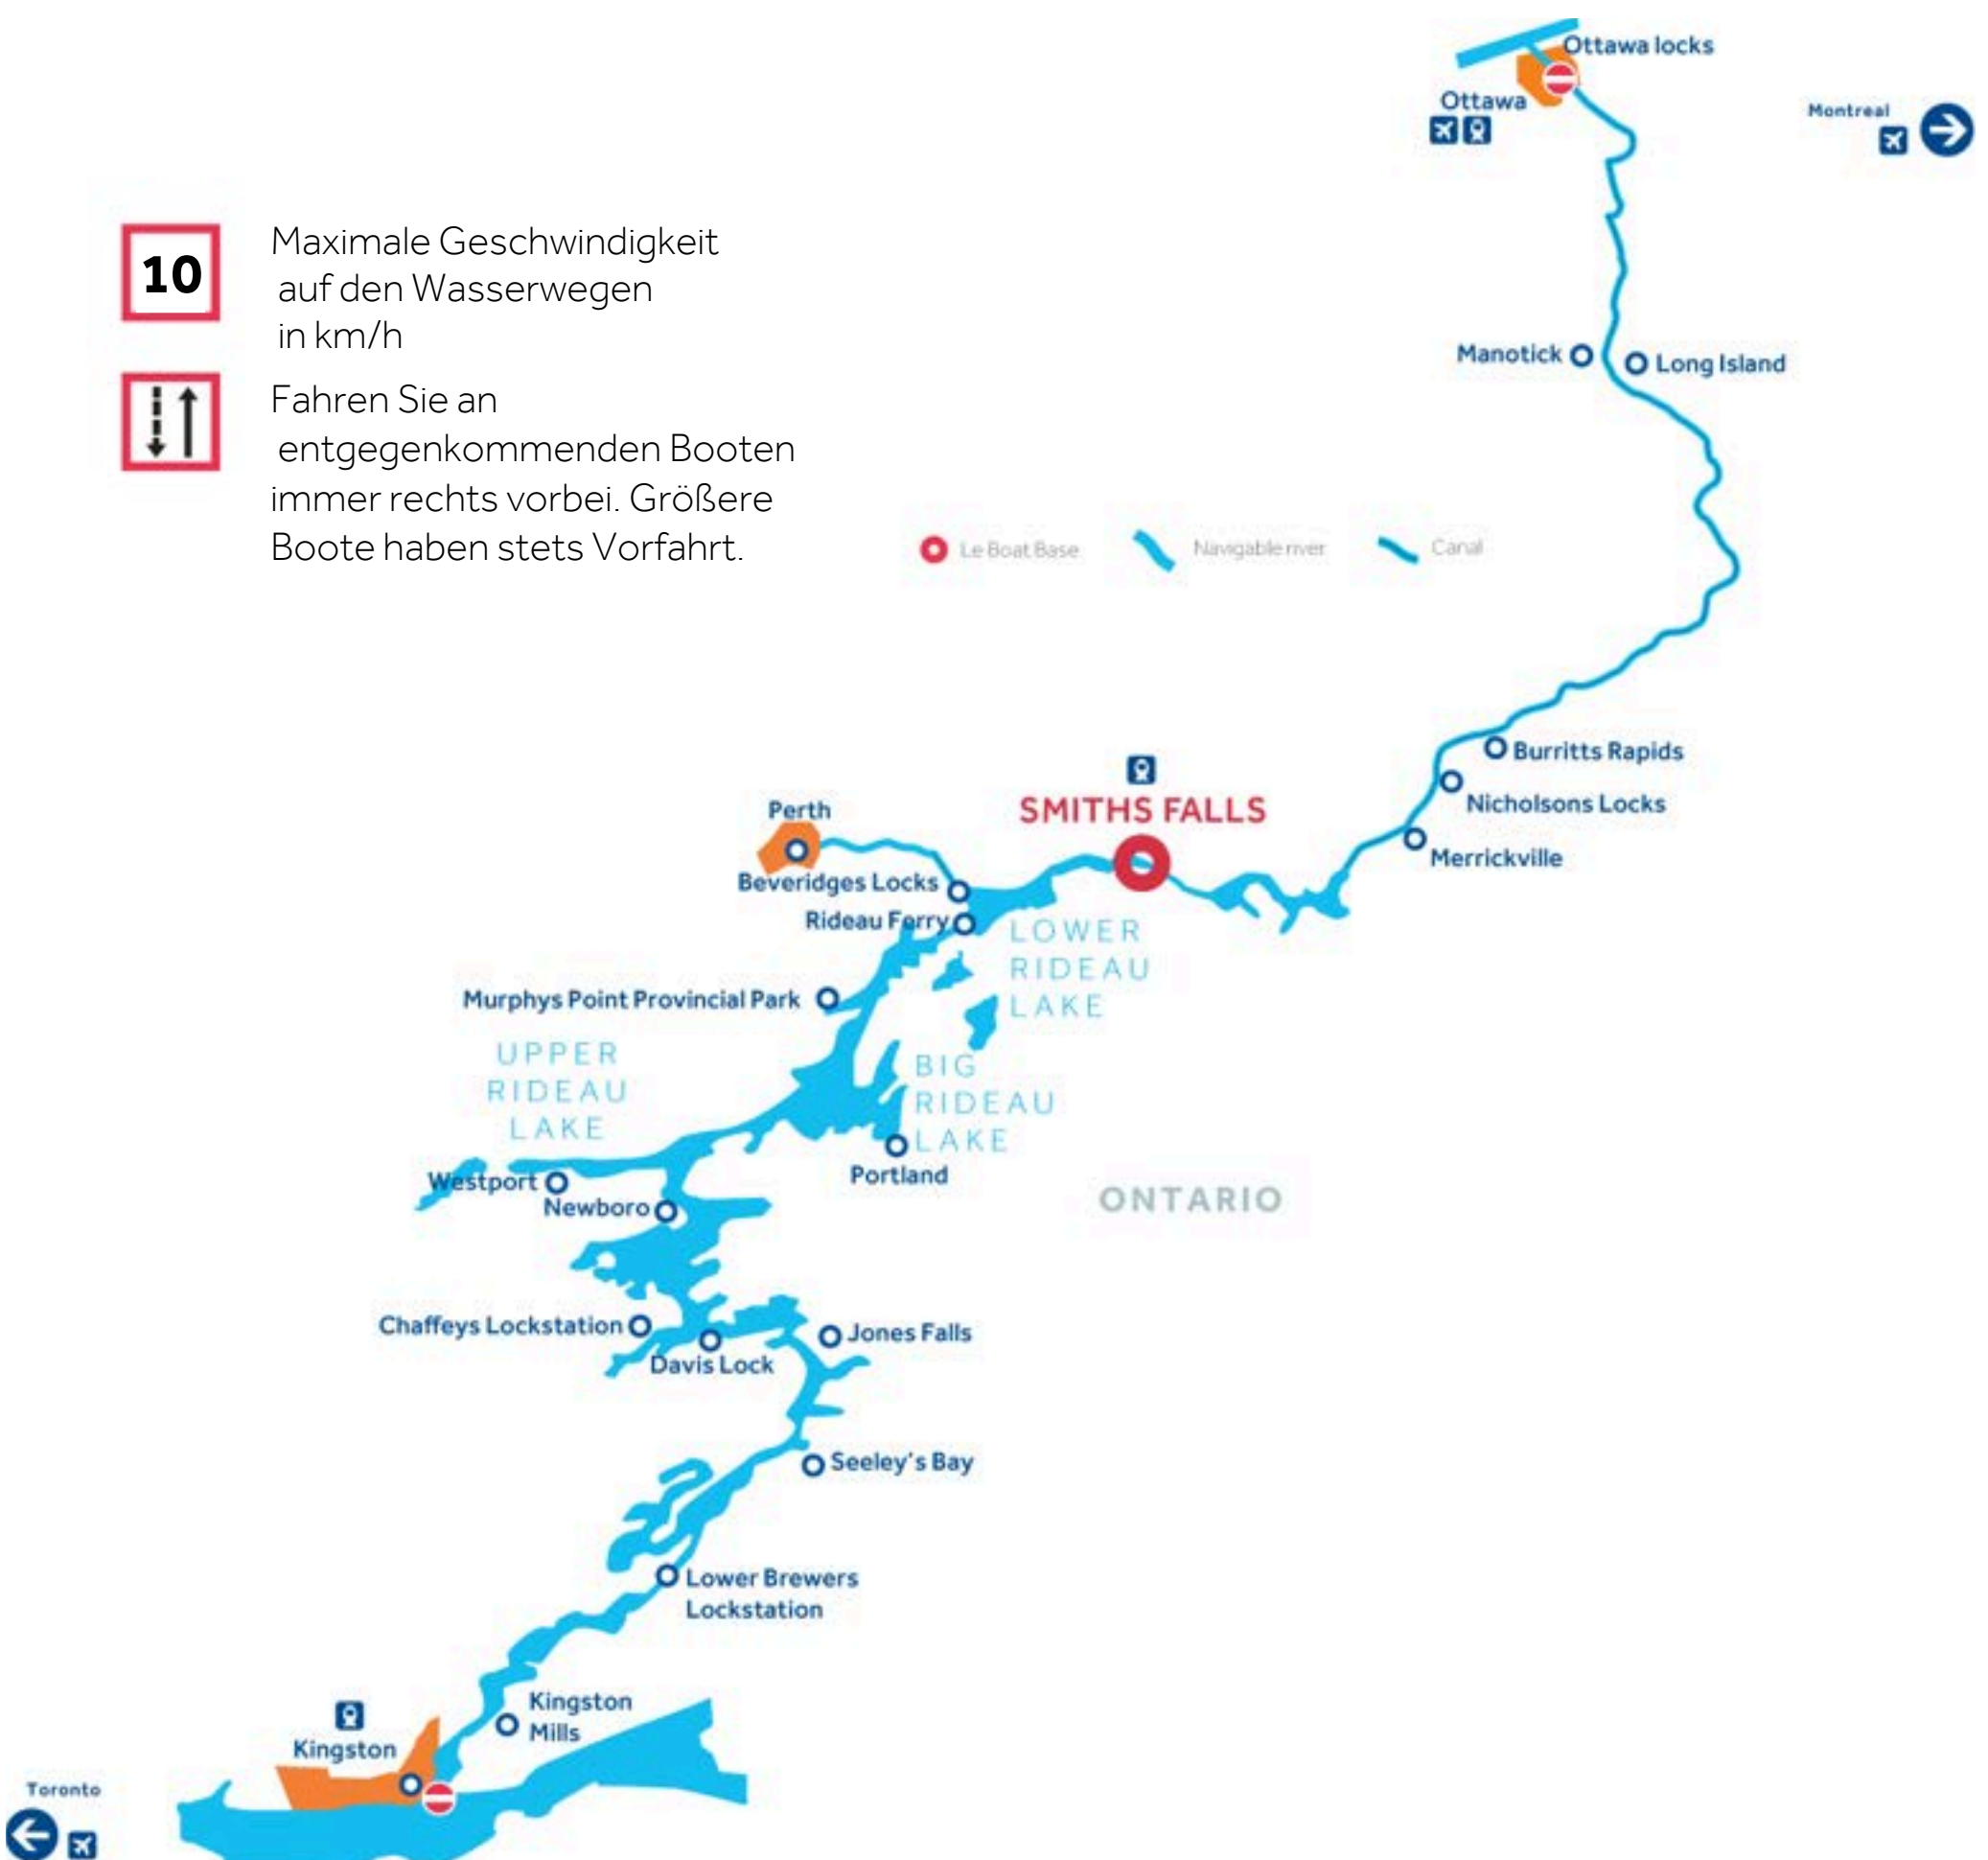 Ottawa locks
Ottawa
Montreal
10
Maximale Geschwindigkeit
auf den Wasserwegen
in km/h
Fahren Sie an
entgegenkommenden Booten
immer rechts vorbei. Größere
Boote haben stets Vorfahrt.
Manotick
Long Island
Le Boat Base
Navigable river
Canal
Burritts Rapids
Nicholsons Locks
Merrickville
SMITHS FALLS
Perth
Beveridges Locks
Rideau Ferry
LOWER
RIDEAU
LAKE
Murphys Point Provincial Park
UPPER
RIDEAU
LAKE
BIG
RIDEAU
LAKE
Portland
Westport
Newboro
ONTARIO
Chaffeys Lockstation
Davis Lock
Jones Falls
Seeley's Bay
Lower Brewers
Lockstation
Kingston
Mills
Kingston
Toronto